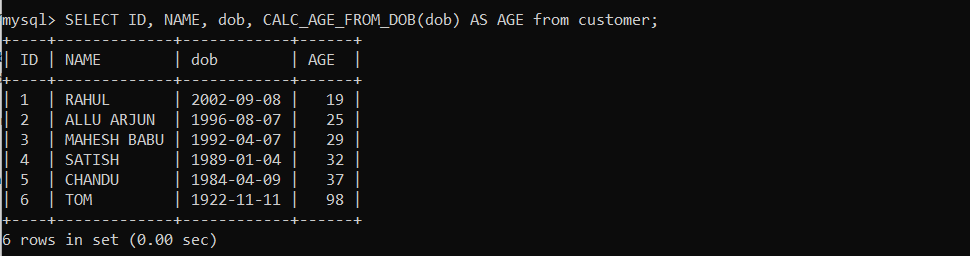 mysql> SELECT ID, NAME, dob, CALC_AGE_FROM_DOB(dob) AS AGE from customer;
+----+-------------+------------+------+
| ID | NAME        | dob        | AGE  |
+----+-------------+------------+------+
| 1  | RAHUL       | 2002-09-08 |   19 |
| 2  | ALLU ARJUN  | 1996-08-07 |   25 |
| 3  | MAHESH BABU | 1992-04-07 |   29 |
| 4  | SATISH      | 1989-01-04 |   32 |
| 5  | CHANDU      | 1984-04-09 |   37 |
| 6  | TOM         | 1922-11-11 |   98 |
+----+-------------+------------+------+
6 rows in set (0.00 sec)